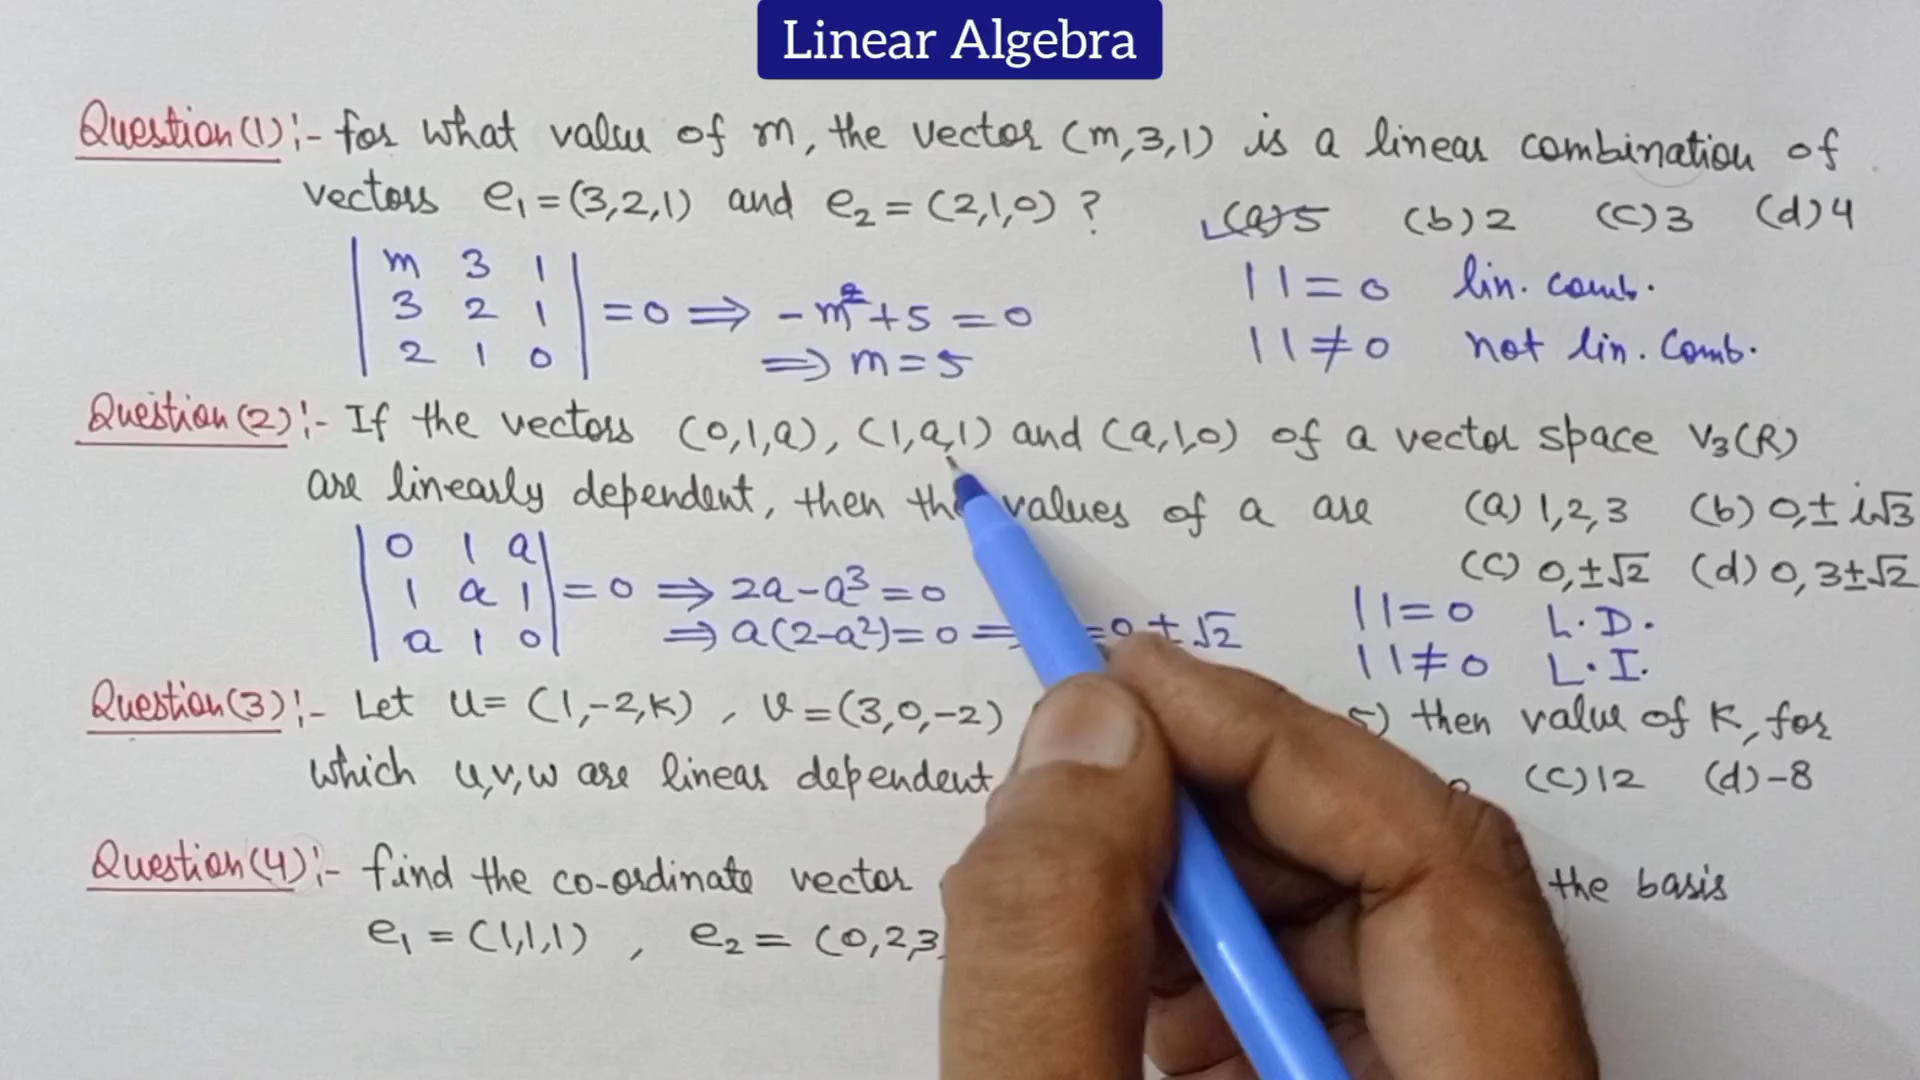 Linear Algebra
Question(1):- for what value of m, the vector (m,3,1) is a linear combination of
vectors e₁=(3,2,1) and e₂=(2,1,0)? (a) 5 (b) 2 (c) 3 (d) 4
| m 3 1 |
| 3 2 1 | =0 ⟹ -m+5=0 | |=0 lin. comb.
| 2 1 0 | ⟹ m=5 | |≠0 not lin. Comb.
Question(2):- If the vectors (0,1,a), (1,a,1) and (a,1,0) of a vector space V₃(R)
are linearly dependent, then the values of a are (a) 1,2,3 (b) 0,± i√3
(c) 0,±√2 (d) 0,3±√2
| 0 1 a |
| 1 a 1 | =0 ⟹ 2a-a³=0 | |=0 L.D.
| a 1 0 | ⟹ a(2-a²)=0 = =0 ± √2 | |≠0 L.I.
Question(3):- Let u=(1,-2,K), v=(3,0,-2) 5) then value of K, for
which u,v,w are linear dependent (c) 12 (d) -8
Question(4):- find the co-ordinate vector the basis
e₁=(1,1,1), e₂=(0,2,3